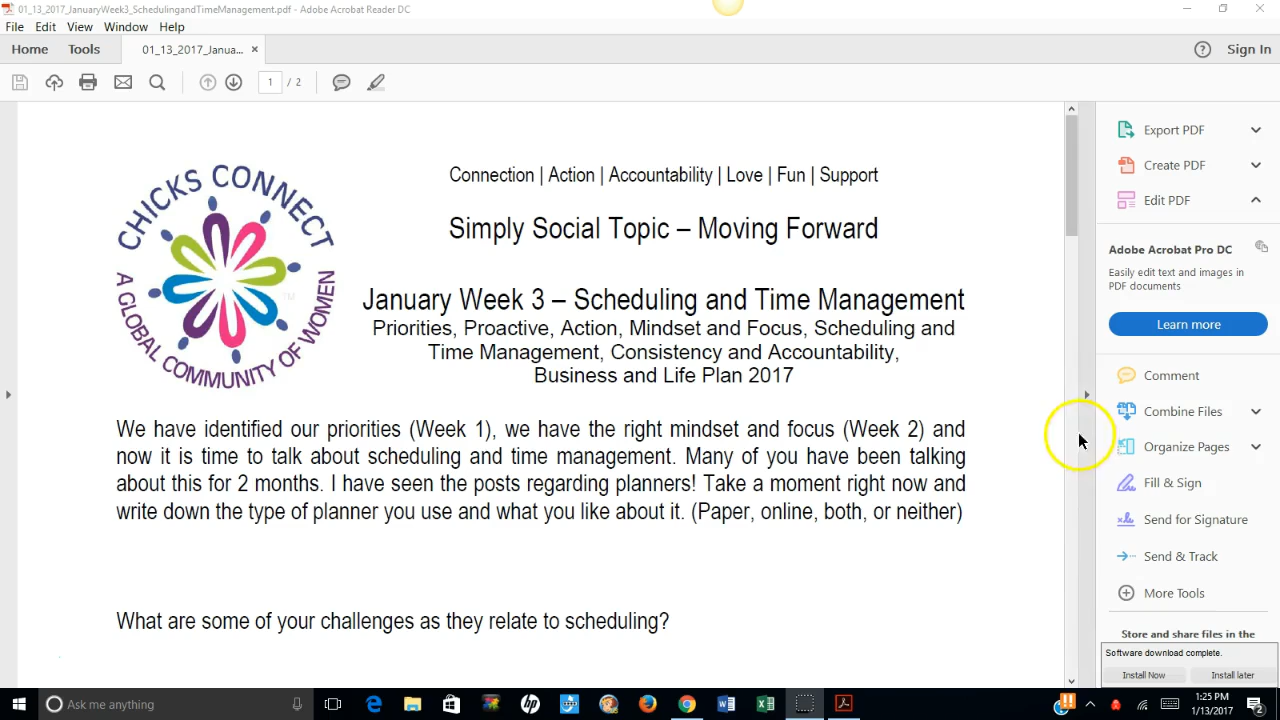 01_13_2017_JanuaryWeek3_SchedulingandTimeManagement.pdf - Adobe Acrobat Reader DC
File Edit View Window Help
Home Tools 01_13_2017_Janua... × Sign In
1 / 2
Export PDF
Create PDF
Edit PDF
Adobe Acrobat Pro DC
Easily edit text and images in
PDF documents
Learn more
Comment
Combine Files
Organize Pages
Fill & Sign
Send for Signature
Send & Track
More Tools
Store and share files in the
CHICKS CONNECT
A GLOBAL COMMUNITY OF WOMEN
TM
Connection | Action | Accountability | Love | Fun | Support
Simply Social Topic – Moving Forward
January Week 3 – Scheduling and Time Management
Priorities, Proactive, Action, Mindset and Focus, Scheduling and
Time Management, Consistency and Accountability,
Business and Life Plan 2017
We have identified our priorities (Week 1), we have the right mindset and focus (Week 2) and
now it is time to talk about scheduling and time management. Many of you have been talking
about this for 2 months. I have seen the posts regarding planners! Take a moment right now and
write down the type of planner you use and what you like about it. (Paper, online, both, or neither)
What are some of your challenges as they relate to scheduling?
Software download complete.
Install Now Install later
Ask me anything
1:25 PM
1/13/2017
2